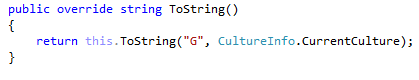 public override string ToString()
{
    return this.ToString("G", CultureInfo.CurrentCulture);
}